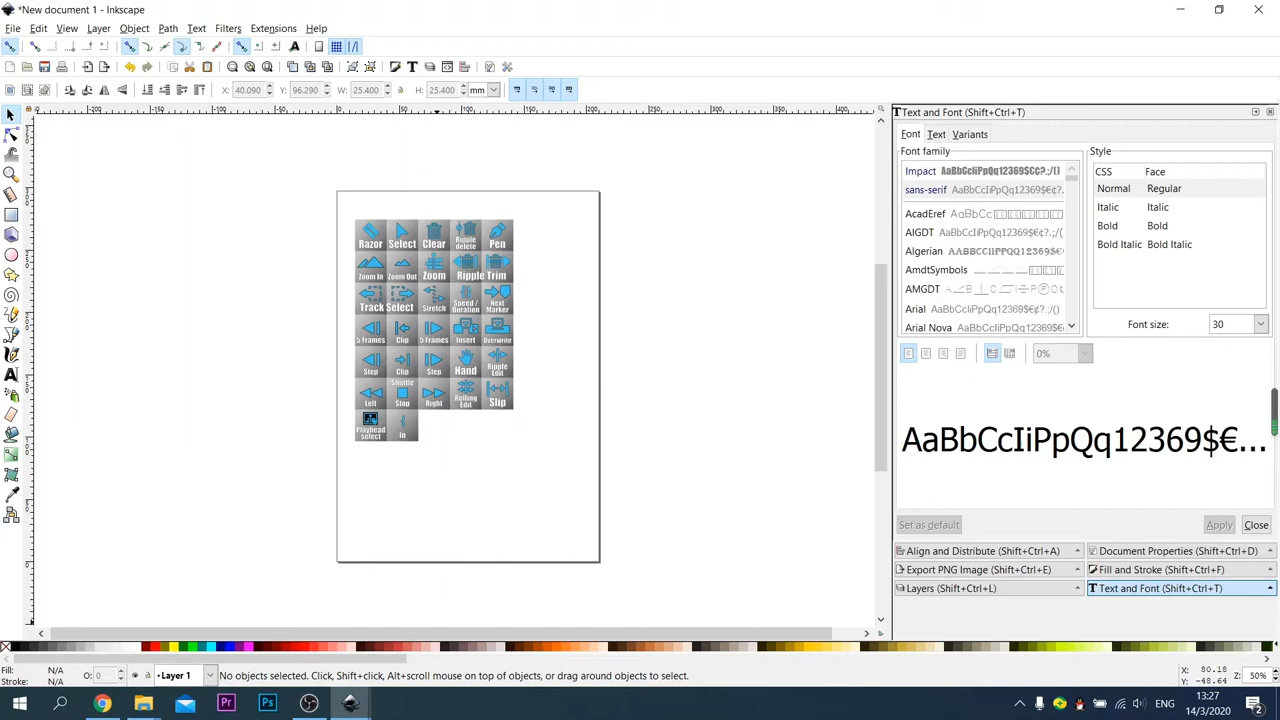 *New document 1 - Inkscape
File Edit View Layer Object Path Text Filters Extensions Help
X: 40.090 Y: 96.290 W: 25.400 H: 25.400 mm
Text and Font (Shift+Ctrl+T)
Font Text Variants
Font family Style
Impact AaBbCcIiPpQq12369$€¢?.;/()
sans-serif AaBbCcIiPpQq12369$€¢?.
CSS Face
Normal Regular
Italic Italic
Bold Bold
Bold Italic Bold Italic
AcadEref AaBbCc
AIGDT AaBbCcIiPpQq12369$€¢?.;/(
Algerian AABBCCIIPPQQ12369$€¢?.;/()
AmdtSymbols
AMGDT
Arial AaBbCcIiPpQq12369$€¢?.;/()
Arial Nova AaBbCcIiPpQq12369$€¢?.
Font size: 30
0%
AaBbCcIiPpQq12369$€...
Set as default Apply Close
Align and Distribute (Shift+Ctrl+A) Document Properties (Shift+Ctrl+D)
Export PNG Image (Shift+Ctrl+E) Fill and Stroke (Shift+Ctrl+F)
Layers (Shift+Ctrl+L) Text and Font (Shift+Ctrl+T)
Razor Select Clear Ripple delete Pen
Zoom In Zoom Out Zoom Ripple Trim
Track Select Stretch Speed / Duration Next Marker
5 Frames Clip 5 Frames Insert Overwrite
Step Clip Step Hand Ripple Edit
Shuttle
Left Stop Right Rolling Edit Slip
Playhead select In
Fill: N/A
Stroke: N/A
O: 0 Layer 1 No objects selected. Click, Shift+click, Alt+scroll mouse on top of objects, or drag around objects to select.
X: 80.18
Y: -48.64
Z: 50%
Pr Ps ENG 13:27
14/3/2020
2